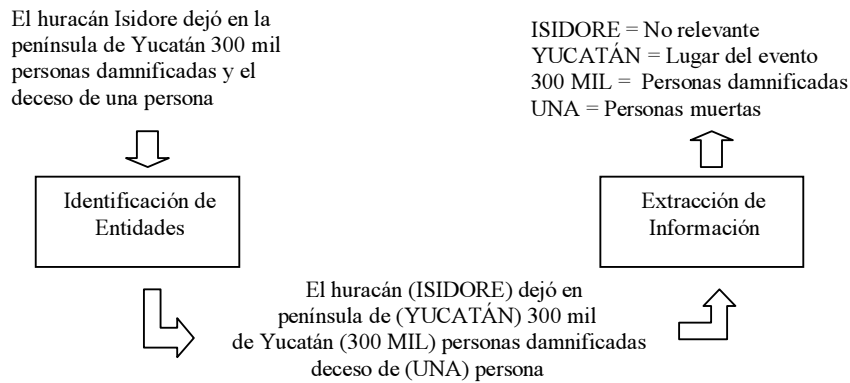 El huracán Isidore dejó en la
península de Yucatán 300 mil
personas damnificadas y el
deceso de una persona
Identificación de
Entidades
El huracán (ISIDORE) dejó en
península de (YUCATÁN) 300 mil
de Yucatán (300 MIL) personas damnificadas
deceso de (UNA) persona
Extracción de
Información
ISIDORE = No relevante
YUCATÁN = Lugar del evento
300 MIL = Personas damnificadas
UNA = Personas muertas